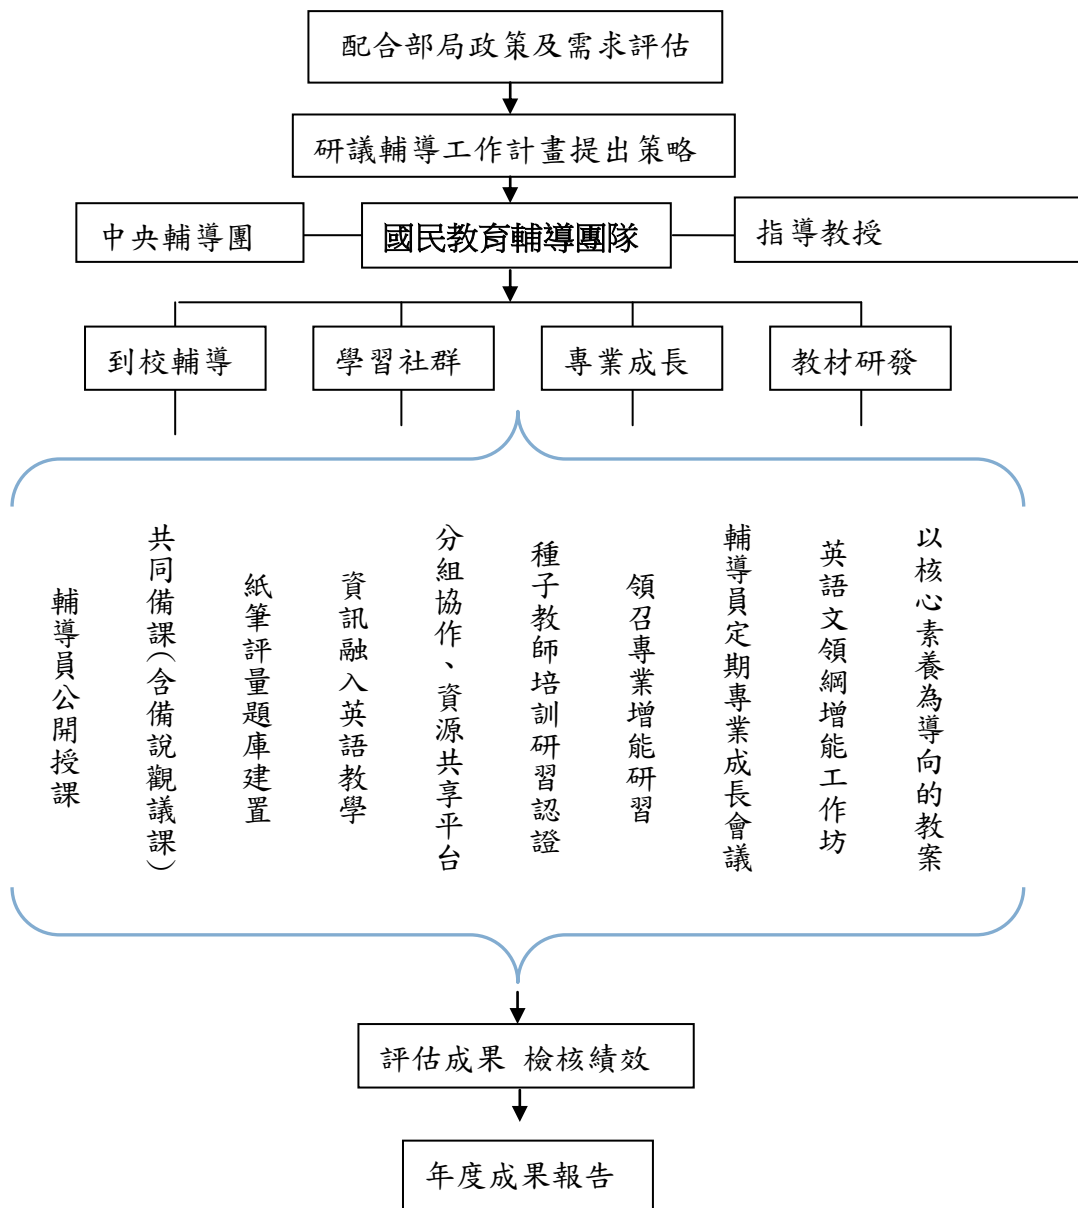 配合部局政策及需求評估
研議輔導工作計畫提出策略
中央輔導團
國民教育輔導團隊
指導教授
到校輔導
學習社群
專業成長
教材研發
輔導員公開授課
共同備課(含備說觀議課)
紙筆評量題庫建置
資訊融入英語教學
分組協作、資源共享平台
種子教師培訓研習認證
領召專業增能研習
輔導員定期專業成長會議
英語文領綱增能工作坊
以核心素養為導向的教案
評估成果 檢核績效
年度成果報告